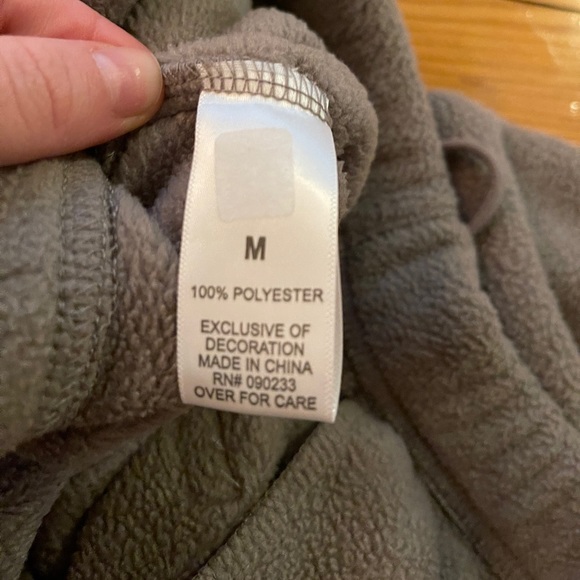 M
100% POLYESTER
EXCLUSIVE OF
DECORATION
MADE IN CHINA
RN# 090233
OVER FOR CARE